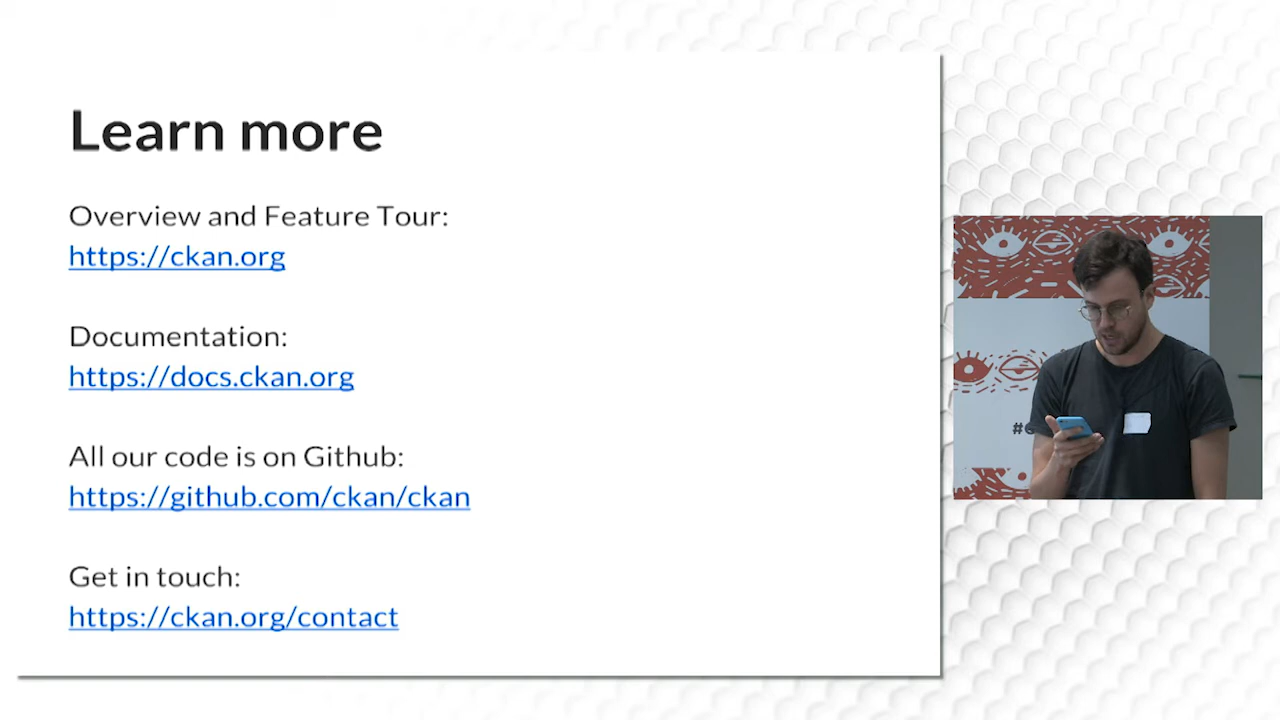 Learn more
Overview and Feature Tour:
https://ckan.org
Documentation:
https://docs.ckan.org
All our code is on Github:
https://github.com/ckan/ckan
Get in touch:
https://ckan.org/contact